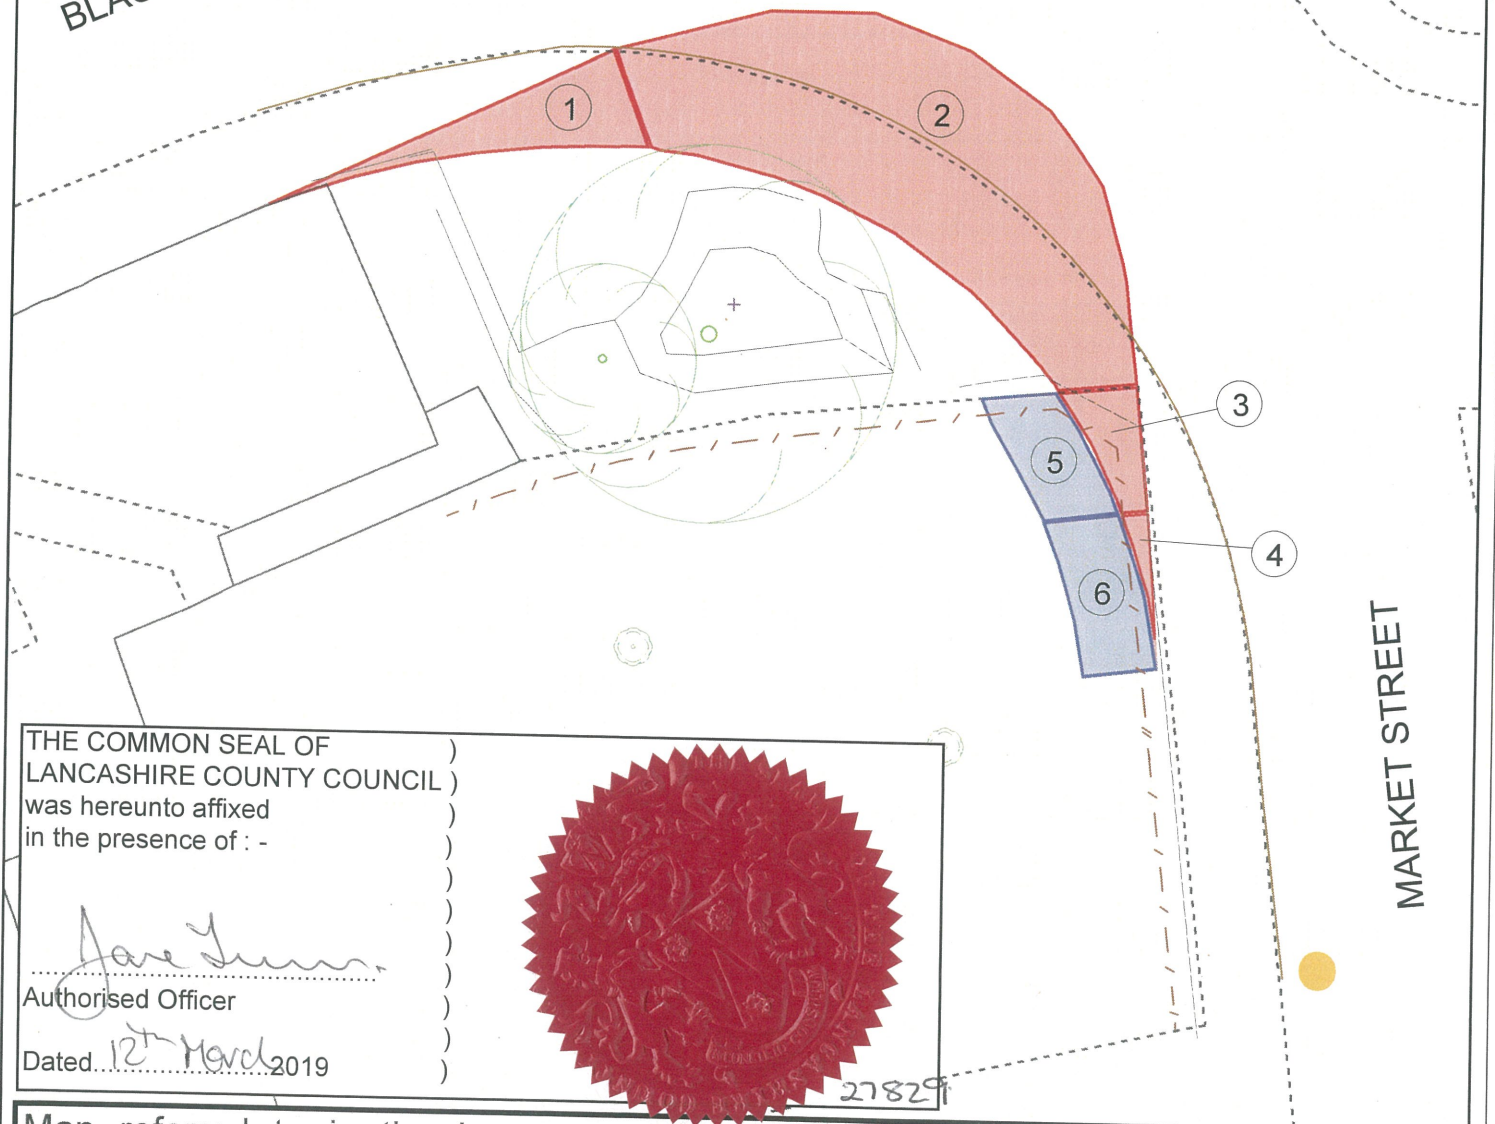 BLAC
1
2
3
4
5
6
MARKET STREET
THE COMMON SEAL OF )
LANCASHIRE COUNTY COUNCIL )
was hereunto affixed )
in the presence of : - )
)
)
)
)
Authorised Officer )
)
Dated 12th March 2019 )
27829